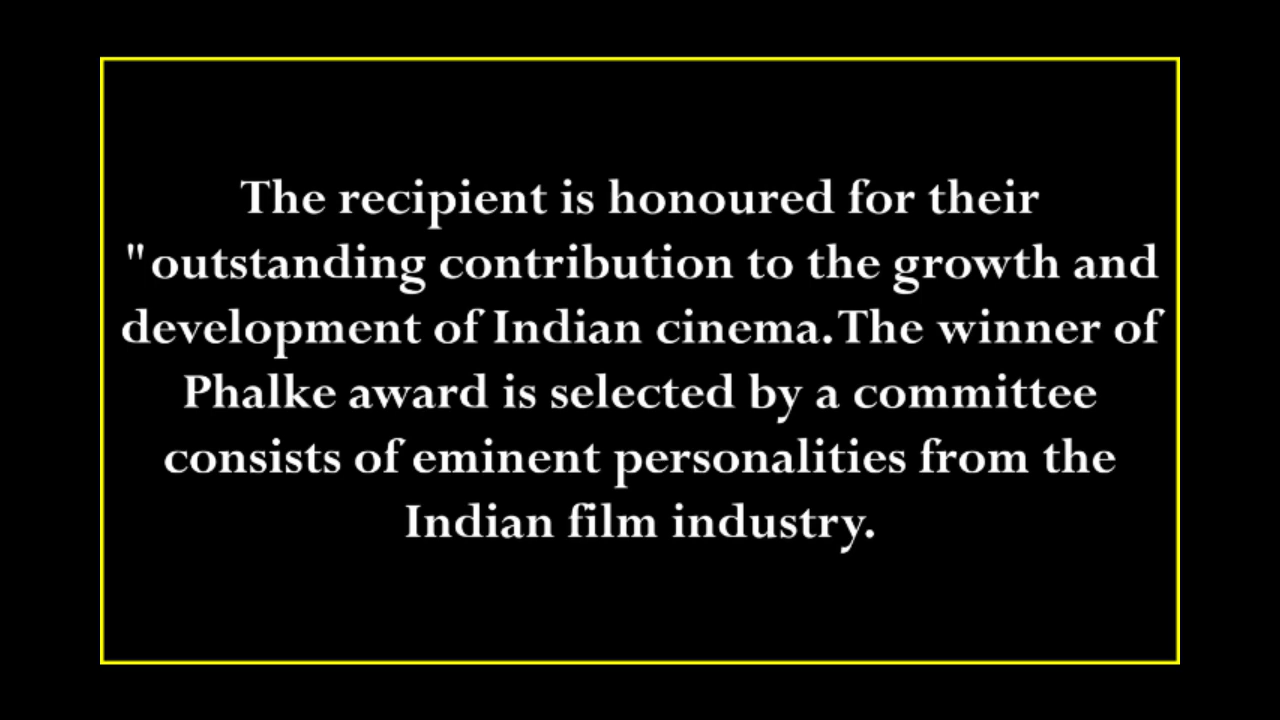 The recipient is honoured for their
"outstanding contribution to the growth and
development of Indian cinema. The winner of
Phalke award is selected by a committee
consists of eminent personalities from the
Indian film industry.